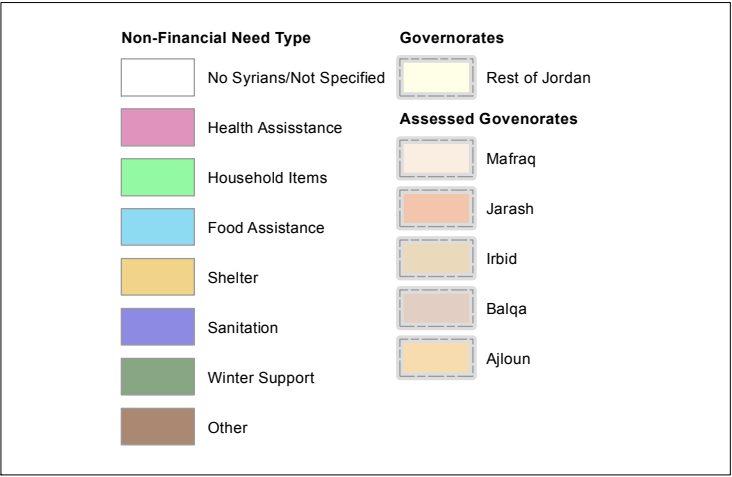 Non-Financial Need Type
No Syrians/Not Specified
Health Assisstance
Household Items
Food Assistance
Shelter
Sanitation
Winter Support
Other
Governorates
Rest of Jordan
Assessed Govenorates
Mafraq
Jarash
Irbid
Balqa
Ajloun